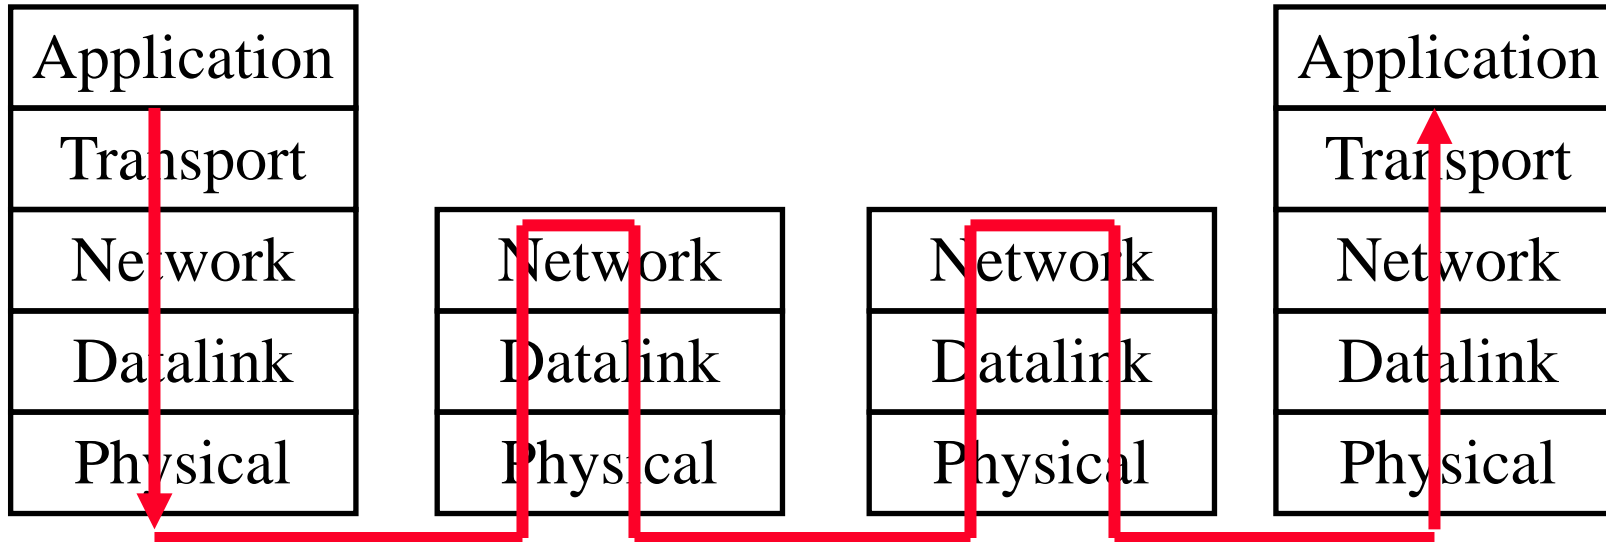 Application
Transport
Network
Datalink
Physical
Network
Datalink
Physical
Network
Datalink
Physical
Application
Transport
Network
Datalink
Physical